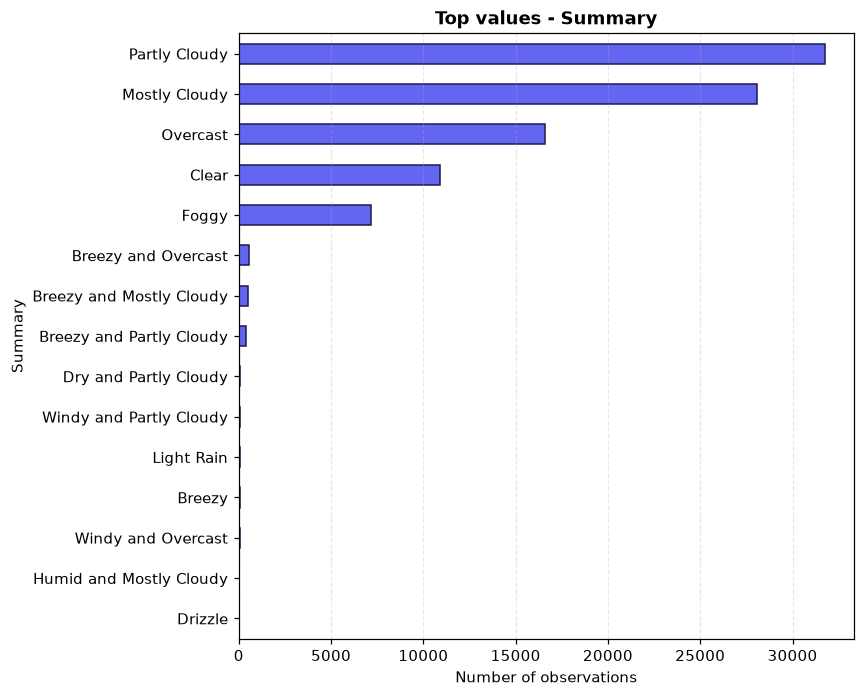 Top values - Summary
Partly Cloudy
Mostly Cloudy
Overcast
Clear
Foggy
Breezy and Overcast
Breezy and Mostly Cloudy
Breezy and Partly Cloudy
Dry and Partly Cloudy
Windy and Partly Cloudy
Light Rain
Breezy
Windy and Overcast
Humid and Mostly Cloudy
Drizzle
Summary
0 5000 10000 15000 20000 25000 30000
Number of observations